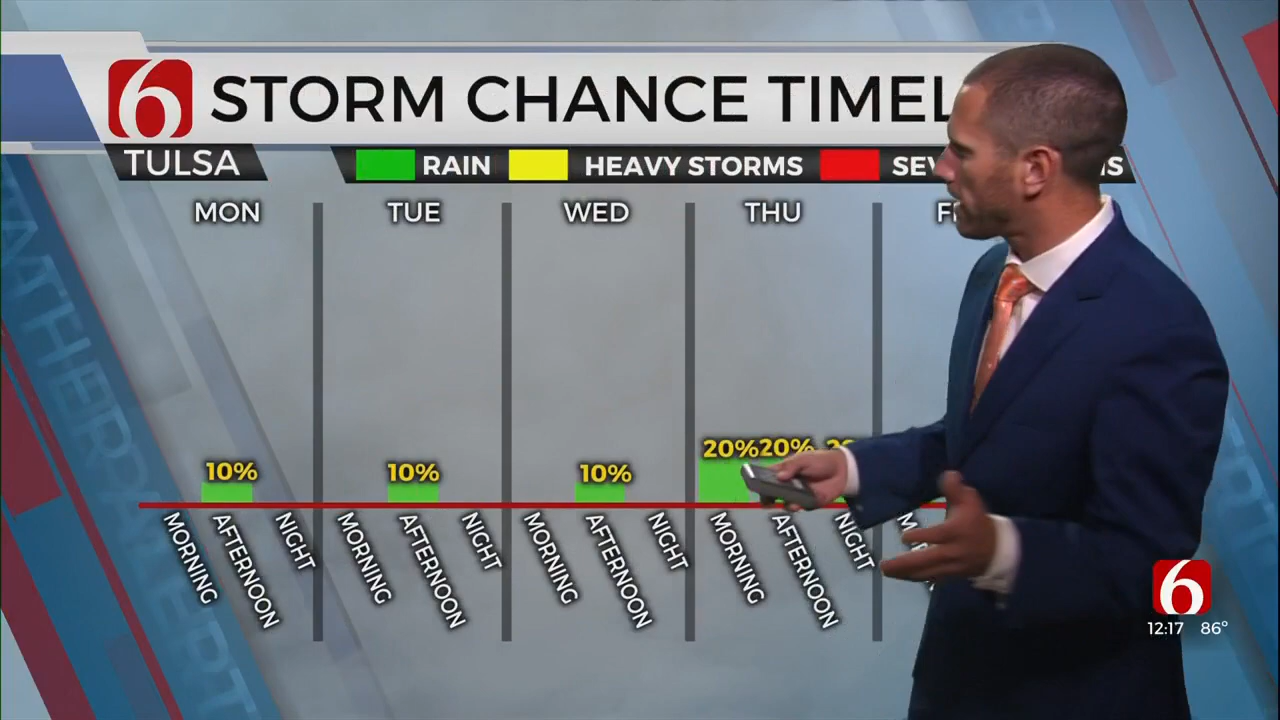 6 STORM CHANCE TIMEL
TULSA
RAIN HEAVY STORMS
MON TUE WED THU
10% 10% 10% 20% 20%
MORNING AFTERNOON NIGHT MORNING AFTERNOON NIGHT MORNING AFTERNOON NIGHT MORNING AFTERNOON NIGHT
6
12:17 86°